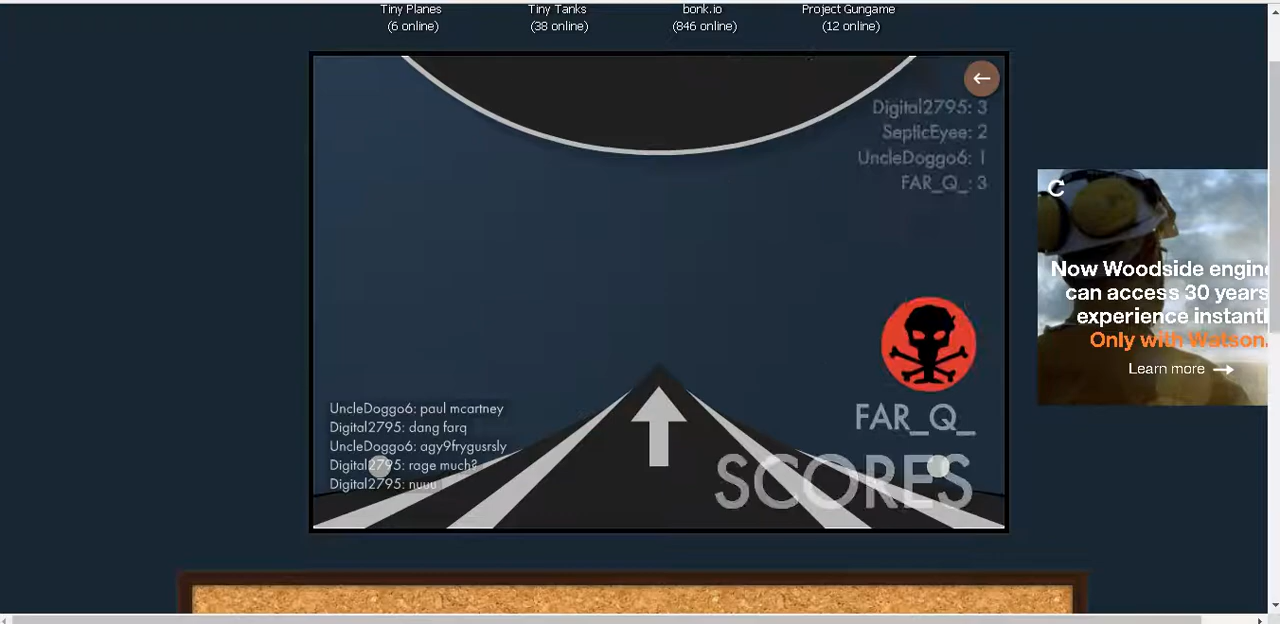 Tiny Planes
(6 online)
Tiny Tanks
(38 online)
bonk.io
(846 online)
Project Gungame
(12 online)
Digital2795: 3
SepticEyee: 2
UncleDoggo6: 1
FAR_Q_: 3
FAR_Q_
SCORES
UncleDoggo6: paul mcartney
Digital2795: dang farq
UncleDoggo6: agy9frygusrsly
Digital2795: rage much?
Digital2795: nuuu
Now Woodside engine
can access 30 years
experience instantl
Only with Watson.
Learn more →